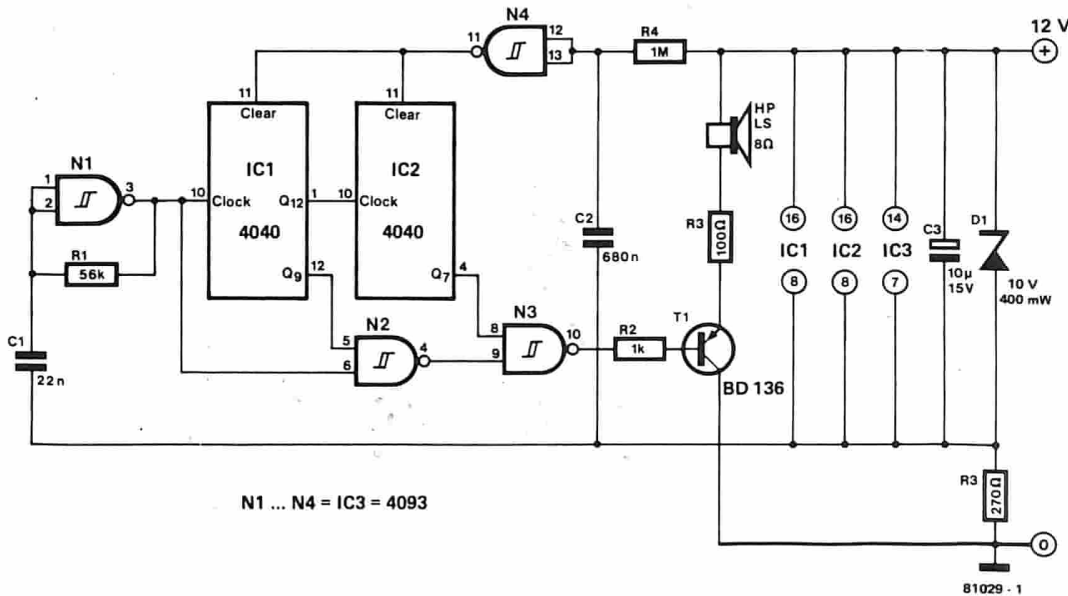 N4
11
12
13
R4
1M
12 V
+
11
Clear
11
Clear
HP
LS
8Ω
N1
1
2
3
10
Clock
IC1
4040
Q12
1
10
Clock
IC2
4040
Q9
12
Q7
4
R1
56k
C1
22n
N2
5
6
4
N3
8
9
10
R2
1k
T1
BD 136
R3
100Ω
C2
680n
16
IC1
8
16
IC2
8
14
IC3
7
C3
10µ
15V
D1
10 V
400 mW
R3
270Ω
0
N1 ... N4 = IC3 = 4093
81029 - 1